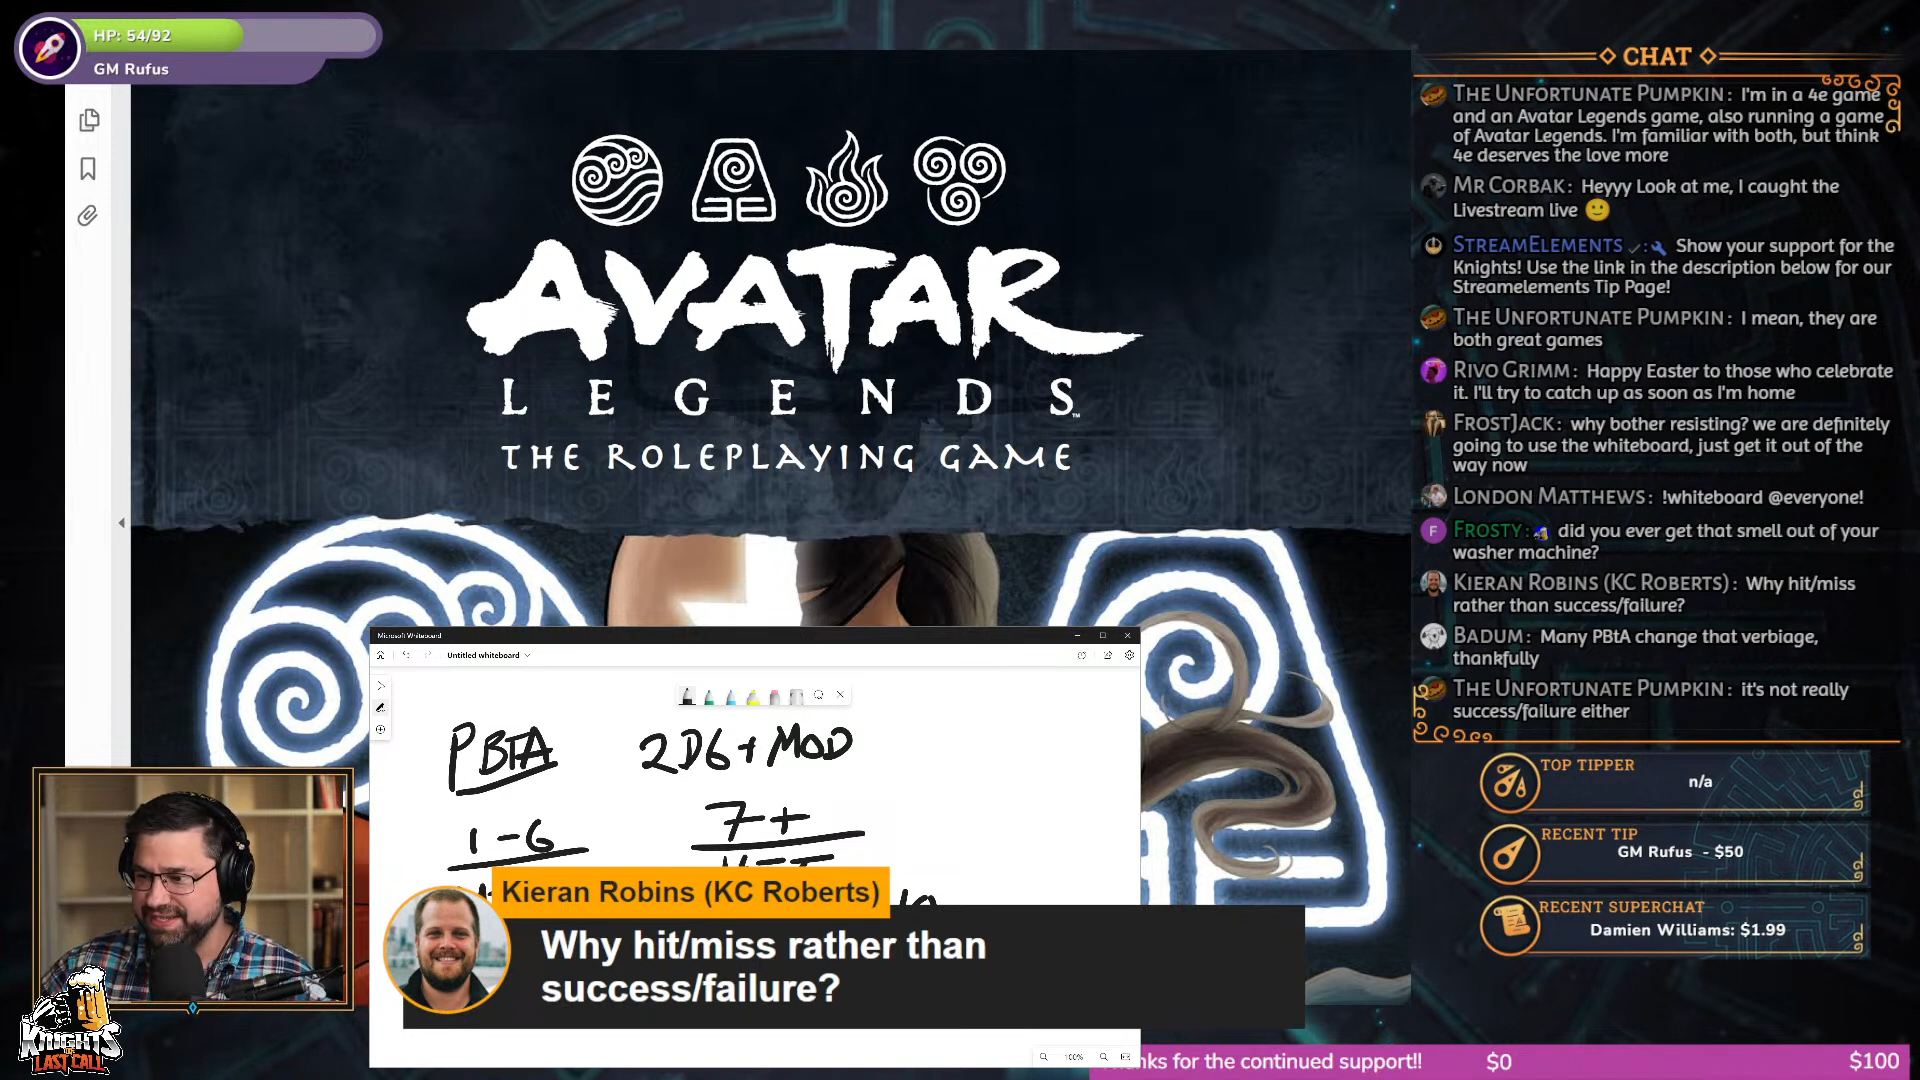 HP: 54/92
GM Rufus
AVATAR
LEGENDS™
THE ROLEPLAYING GAME
CHAT
THE UNFORTUNATE PUMPKIN: I'm in a 4e game
and an Avatar Legends game, also running a game
of Avatar Legends. I'm familiar with both, but think
4e deserves the love more
MR CORBAK: Heyyy Look at me, I caught the
Livestream live
STREAMELEMENTS : Show your support for the
Knights! Use the link in the description below for our
Streamelements Tip Page!
THE UNFORTUNATE PUMPKIN: I mean, they are
both great games
RIVO GRIMM: Happy Easter to those who celebrate
it. I'll try to catch up as soon as I'm home
FROSTJACK: why bother resisting? we are definitely
going to use the whiteboard, just get it out of the
way now
LONDON MATTHEWS: !whiteboard @everyone!
F FROSTY: did you ever get that smell out of your
washer machine?
KIERAN ROBINS (KC ROBERTS): Why hit/miss
rather than success/failure?
BADUM: Many PBtA change that verbiage,
thankfully
THE UNFORTUNATE PUMPKIN: it's not really
success/failure either
TOP TIPPER
n/a
RECENT TIP
GM Rufus - $50
RECENT SUPERCHAT
Damien Williams: $1.99
Microsoft Whiteboard
Untitled whiteboard
PBTA 2D6+MOD
1-6 7+
Kieran Robins (KC Roberts)
Why hit/miss rather than
success/failure?
100%
KNIGHTS
OF
LAST CALL
for the continued support!! $0 $100